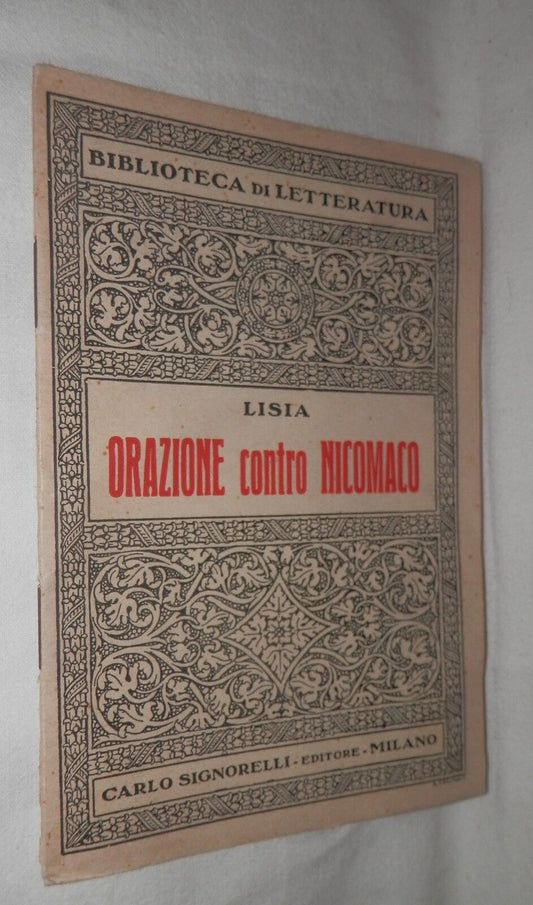 BIBLIOTECA DI LETTERATURA
LISIA
ORAZIONE contro NICOMACO
CARLO SIGNORELLI - EDITORE - MILANO